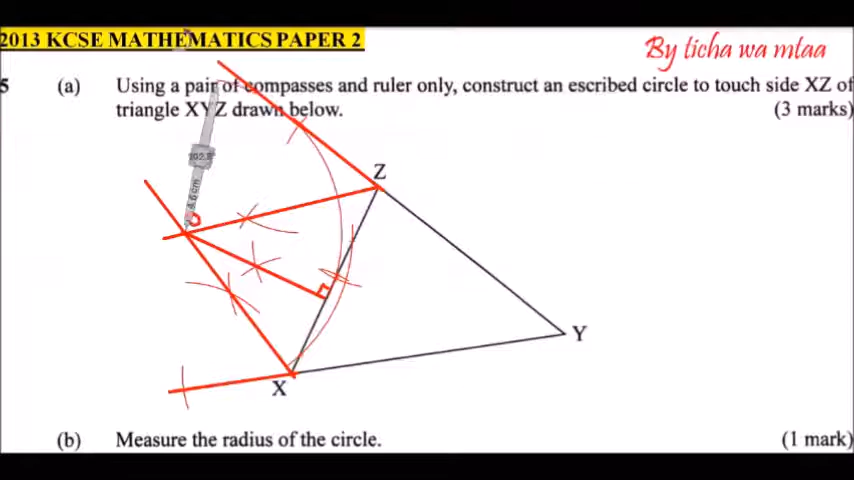 2013 KCSE MATHEMATICS PAPER 2
By ticha wa mtaa
5 (a) Using a pair of compasses and ruler only, construct an escribed circle to touch side XZ of
triangle XYZ drawn below. (3 marks)
Z
O
Y
X
(b) Measure the radius of the circle. (1 mark)